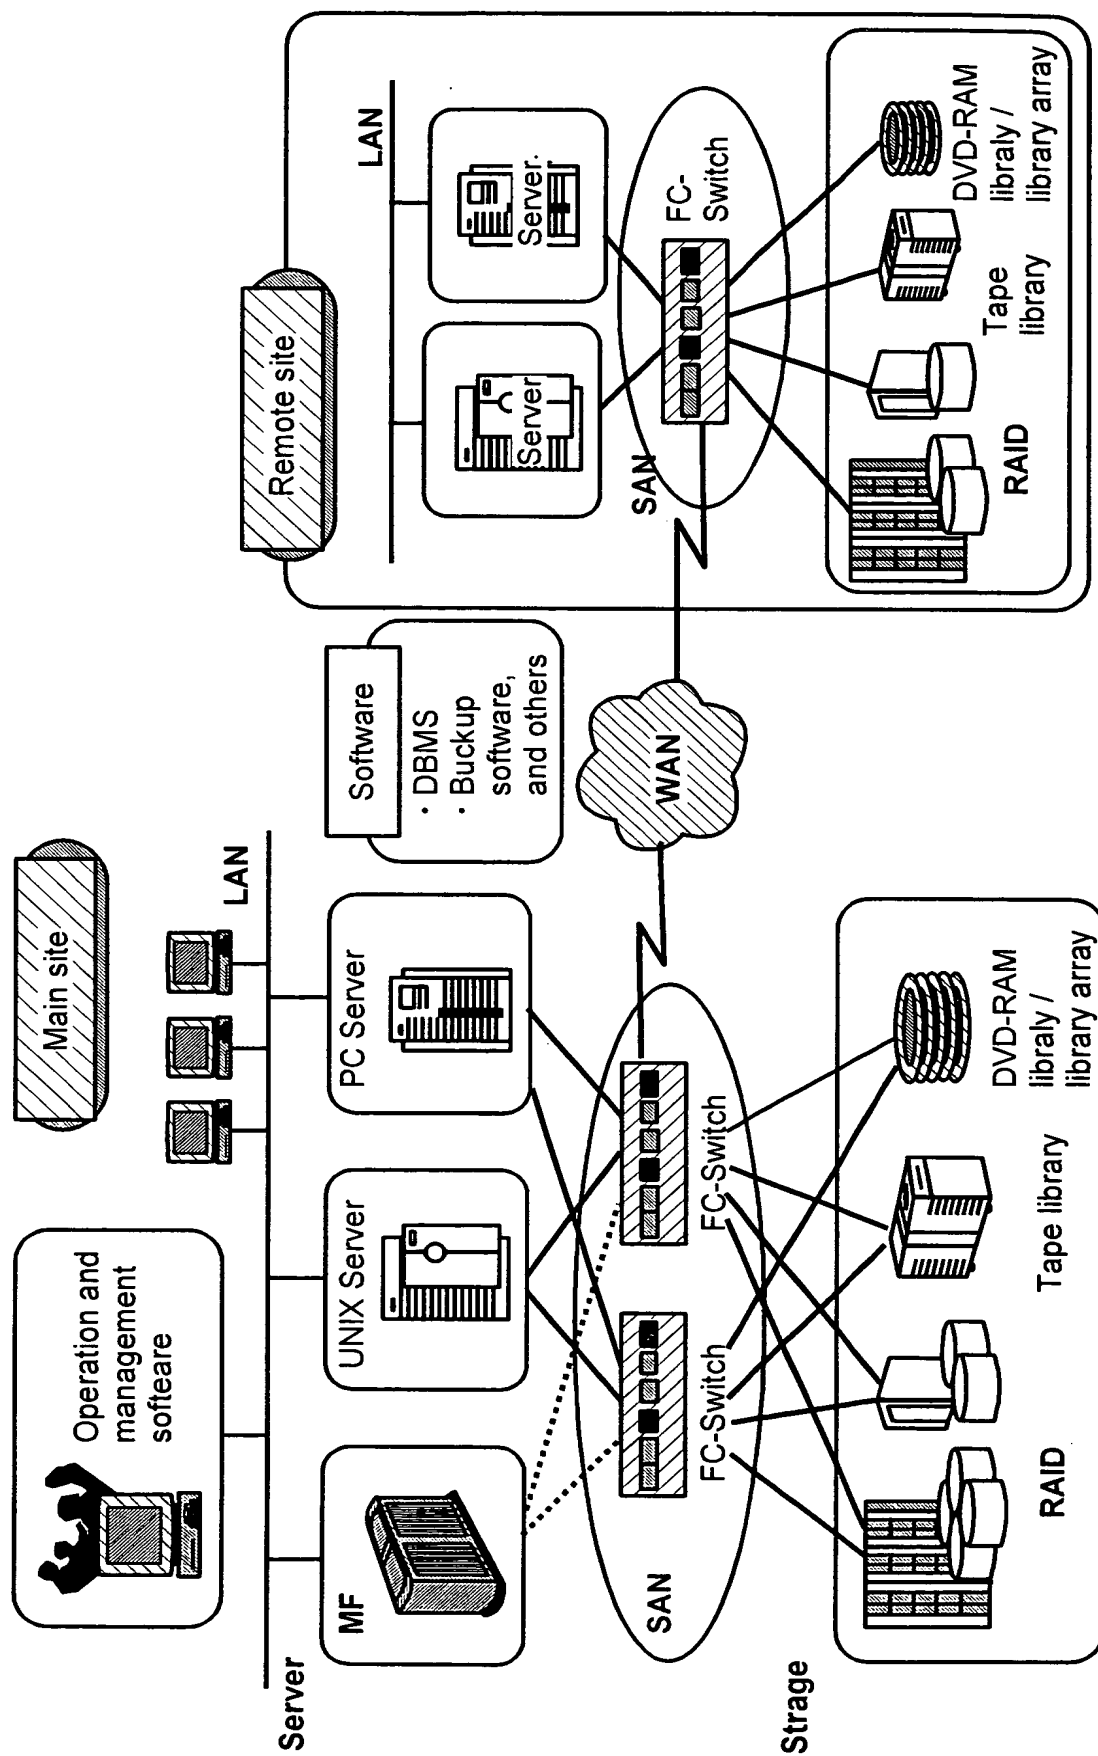 Main site
Operation and
management
softeare
LAN
Server
MF
UNIX Server
PC Server
Software
· DBMS
· Buckup
software,
and others
SAN
FC-Switch
FC-Switch
WAN
Strage
RAID
Tape library
DVD-RAM
libraly /
library array
Remote site
LAN
Server
Server.
SAN
FC-
Switch
RAID
Tape
library
DVD-RAM
libraly /
library array